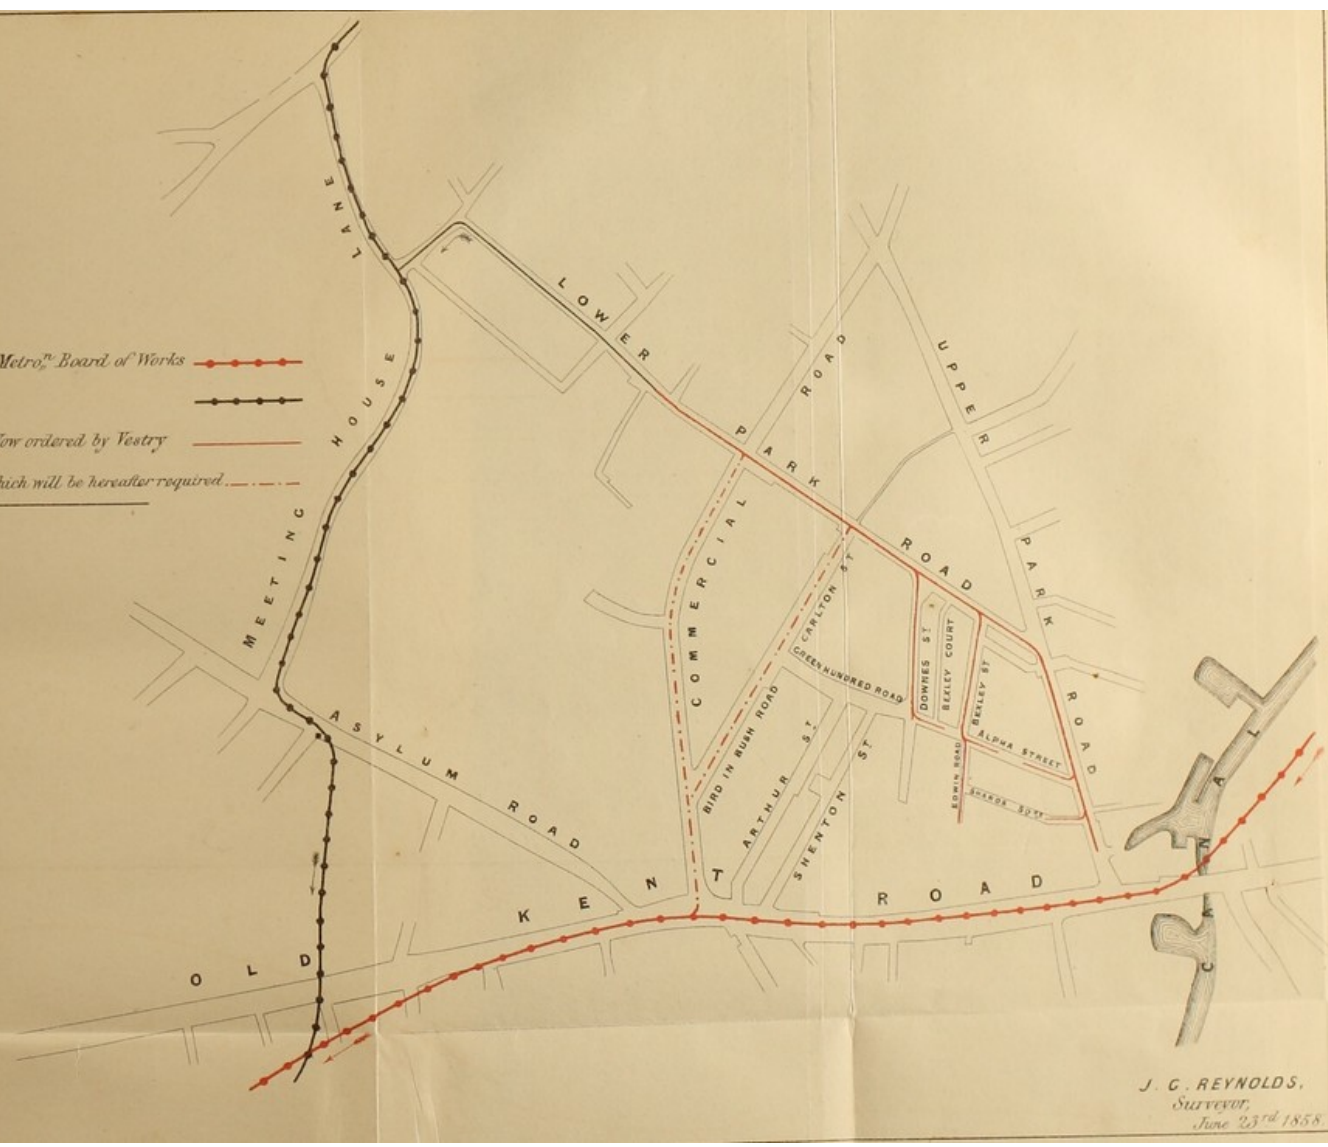 LANE
HOUSE
MEETING
LOWER
PARK
ROAD
ROAD
UPPER
PARK
ROAD
Metron. Board of Works
ow ordered by Vestry
hich will be hereafter required
COMMERCIAL
CARLTON ST
GREEN HUNDRED ROAD
DOWNES ST
BEXLEY COURT
BEXLEY ST
ALPHA STREET
EDWIN ROAD
BIRD IN BUSH ROAD
ARTHUR ST
SHENTON ST
ASYLUM ROAD
OLD KENT ROAD
CANAL
J. G. REYNOLDS,
Surveyor,
June 23rd 1858